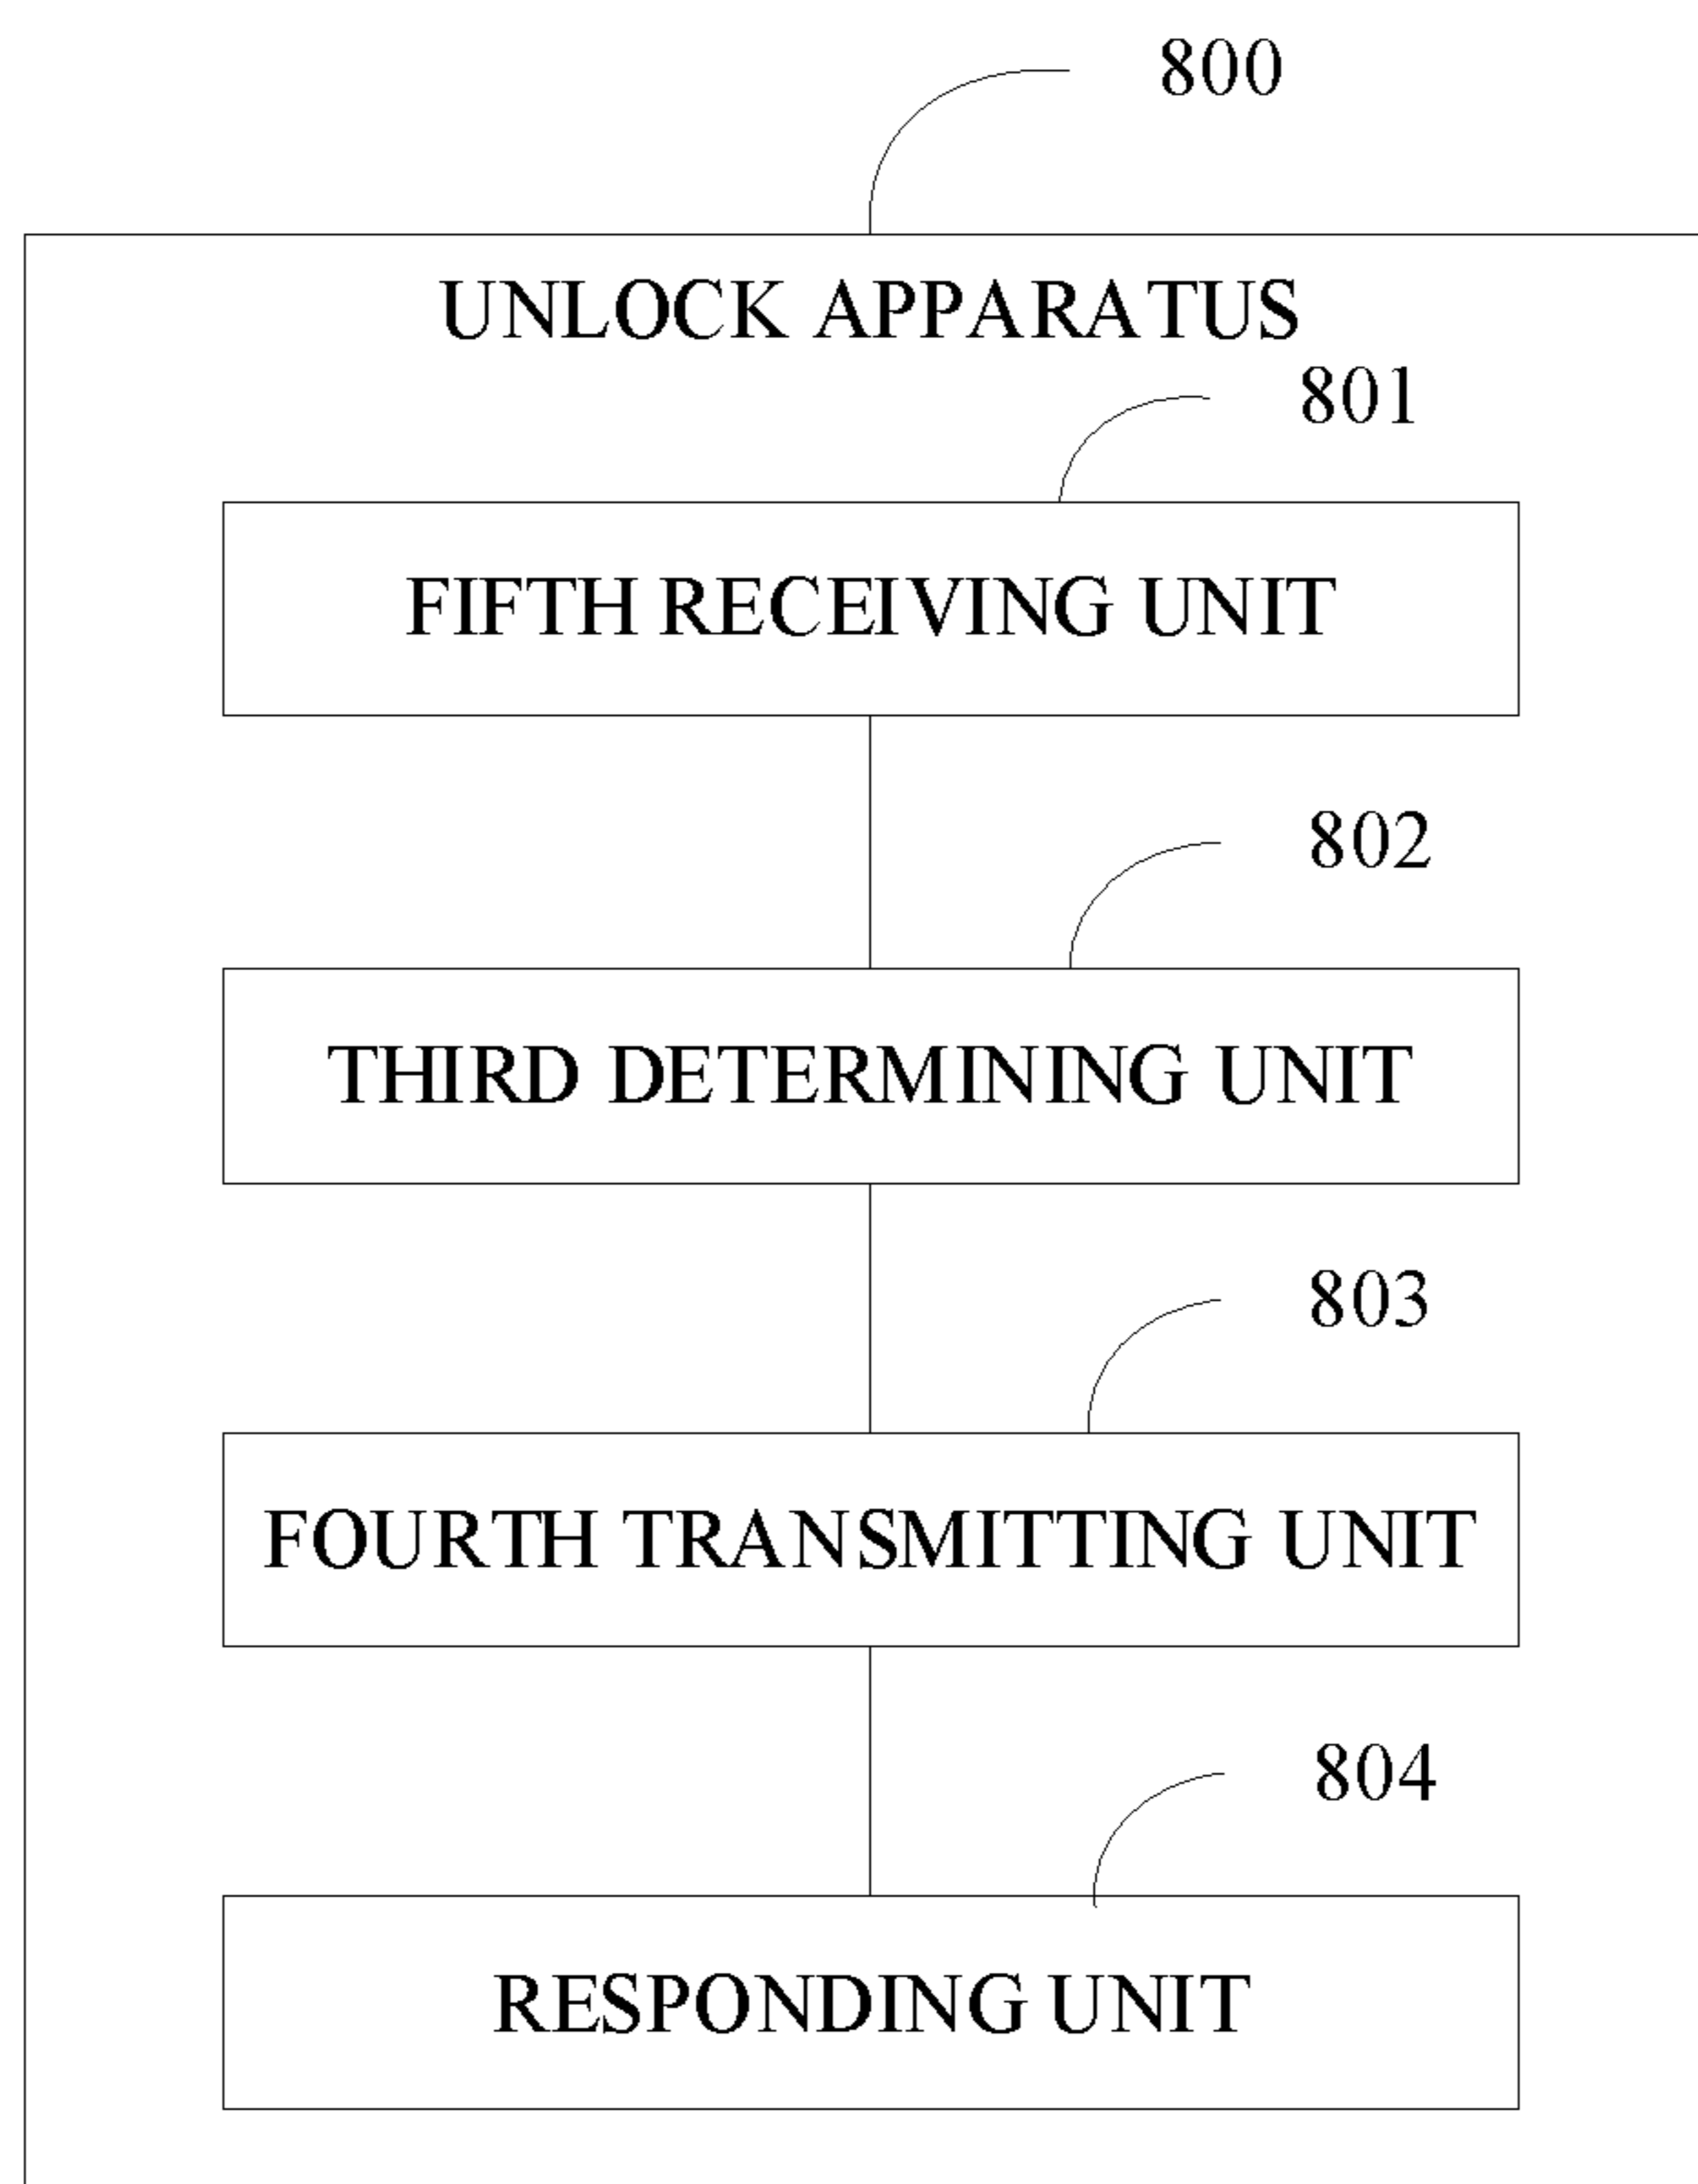 800
UNLOCK APPARATUS
801
FIFTH RECEIVING UNIT
802
THIRD DETERMINING UNIT
803
FOURTH TRANSMITTING UNIT
804
RESPONDING UNIT